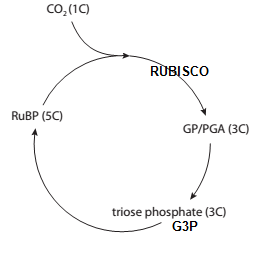 CO₂ (1C)
RUBISCO
RuBP (5C)
GP/PGA (3C)
triose phosphate (3C)
G3P